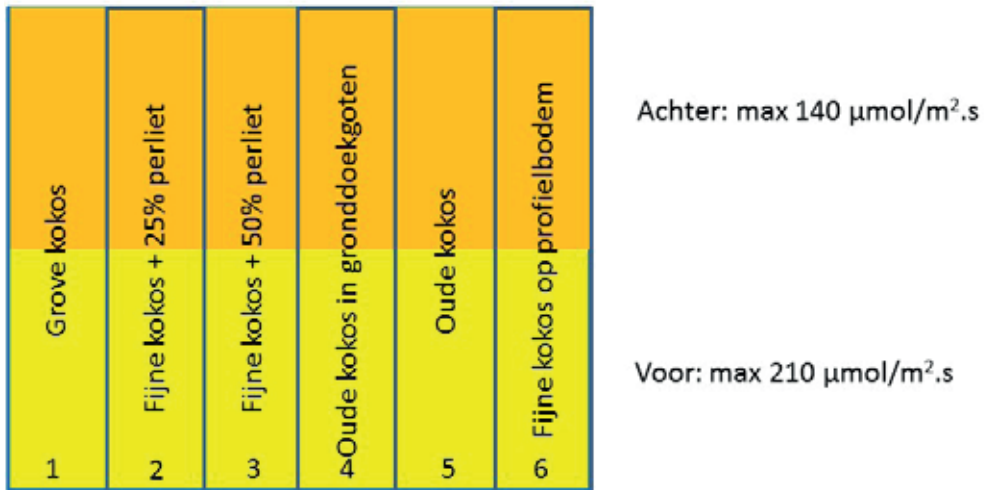 Grove kokos
Fijne kokos + 25% perliet
Fijne kokos + 50% perliet
Oude kokos in gronddoekgoten
Oude kokos
Fijne kokos op profielbodem
1
2
3
4
5
6
Achter: max 140 μmol/m².s
Voor: max 210 μmol/m².s